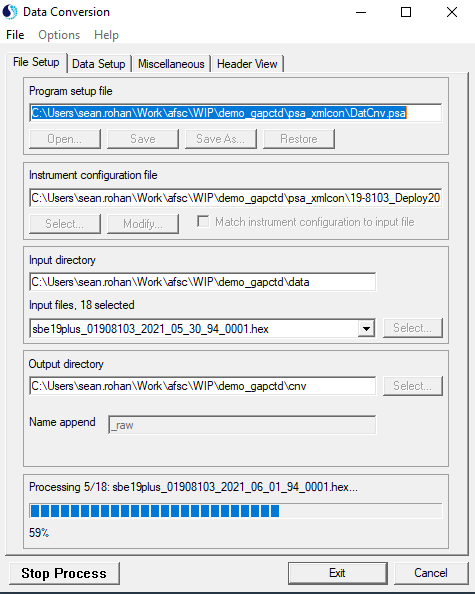 Data Conversion
File Options Help
File Setup Data Setup Miscellaneous Header View
Program setup file
C:\Users\sean.rohan\Work\afsc\WIP\demo_gapctd\psa_xmlcon\DatCnv.psa
Open... Save Save As... Restore
Instrument configuration file
C:\Users\sean.rohan\Work\afsc\WIP\demo_gapctd\psa_xmlcon\19-8103_Deploy20
Select... Modify... Match instrument configuration to input file
Input directory
C:\Users\sean.rohan\Work\afsc\WIP\demo_gapctd\data
Input files, 18 selected
sbe19plus_01908103_2021_05_30_94_0001.hex Select...
Output directory
C:\Users\sean.rohan\Work\afsc\WIP\demo_gapctd\cnv Select...
Name append _raw
Processing 5/18: sbe19plus_01908103_2021_06_01_94_0001.hex...
59%
Stop Process Exit Cancel